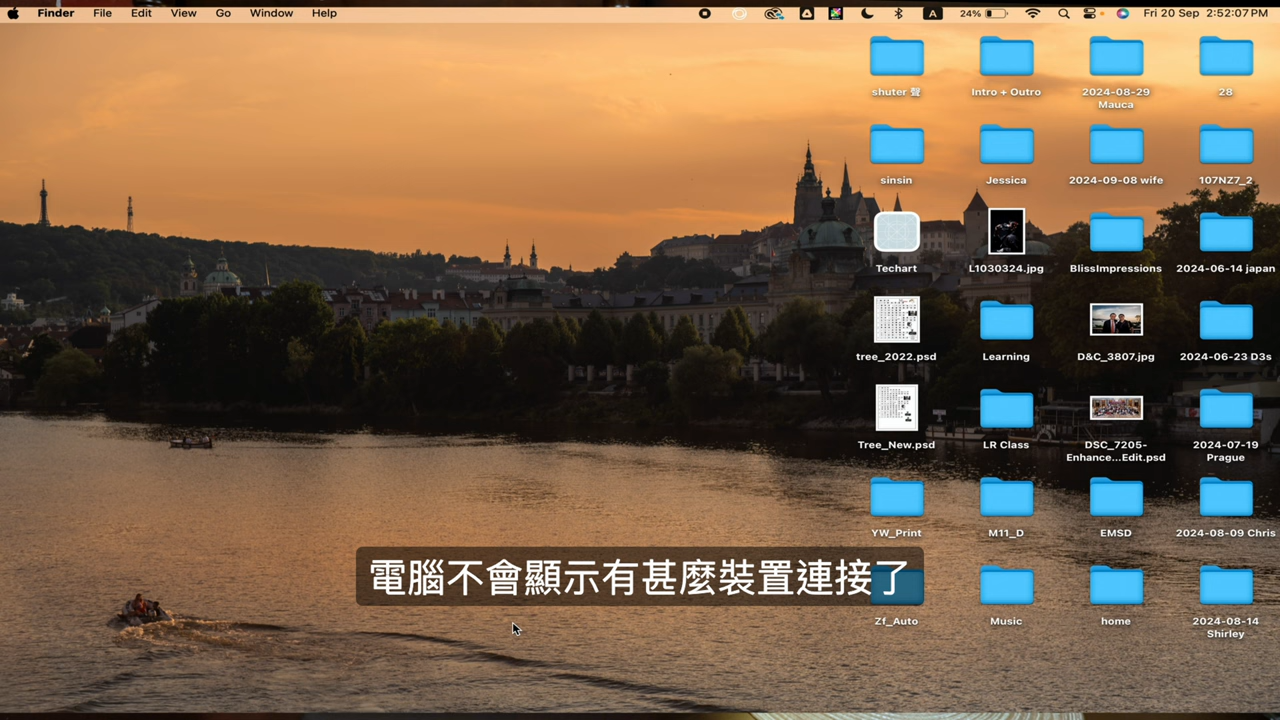 Finder File Edit View Go Window Help A 24% Fri 20 Sep 2:52:07 PM
shuter 聲
Intro + Outro
2024-08-29
Mauca
28
sinsin
Jessica
2024-09-08 wife
107NZ7_2
Techart
L1030324.jpg
BlissImpressions
2024-06-14 japan
tree_2022.psd
Learning
D&C_3807.jpg
2024-06-23 D3s
Tree_New.psd
LR Class
DSC_7205-
Enhance...Edit.psd
2024-07-19
Prague
YW_Print
M11_D
EMSD
2024-08-09 Chris
電腦不會顯示有甚麼裝置連接了
Zf_Auto
Music
home
2024-08-14
Shirley